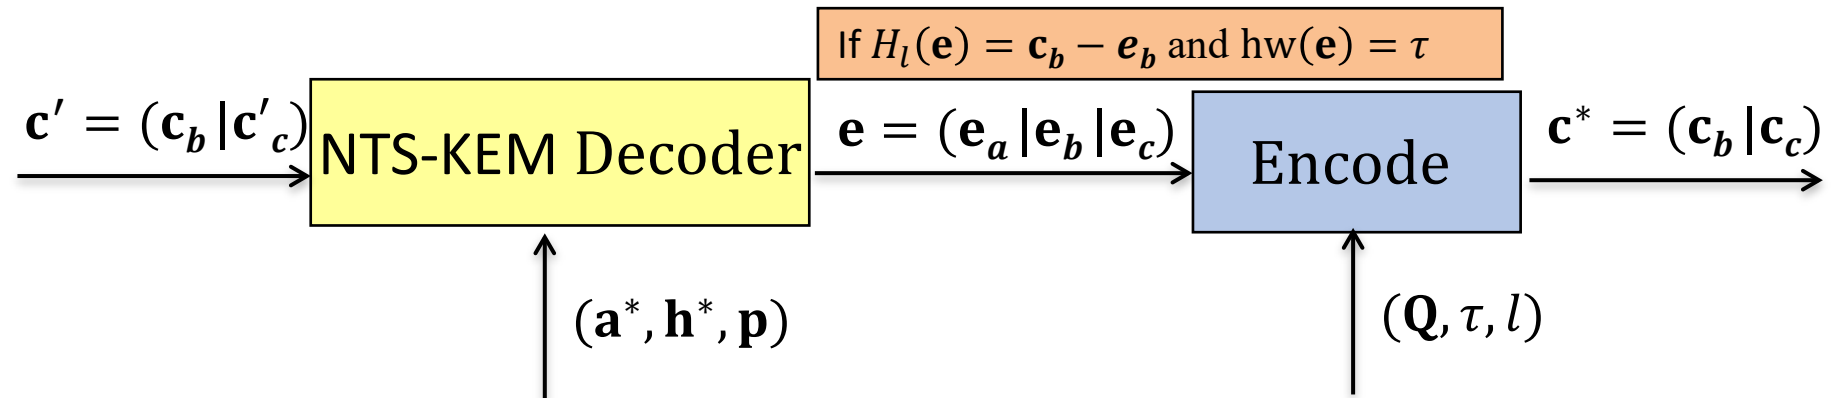 If H_l(𝐞) = 𝐜_b − 𝒆_b and hw(𝐞) = τ
𝐜′ = (𝐜_b|𝐜′_c)
NTS-KEM Decoder
𝐞 = (𝐞_a|𝐞_b|𝐞_c)
Encode
𝐜* = (𝐜_b|𝐜_c)
(𝐚*, 𝐡*, 𝐩)
(𝐐, τ, l)